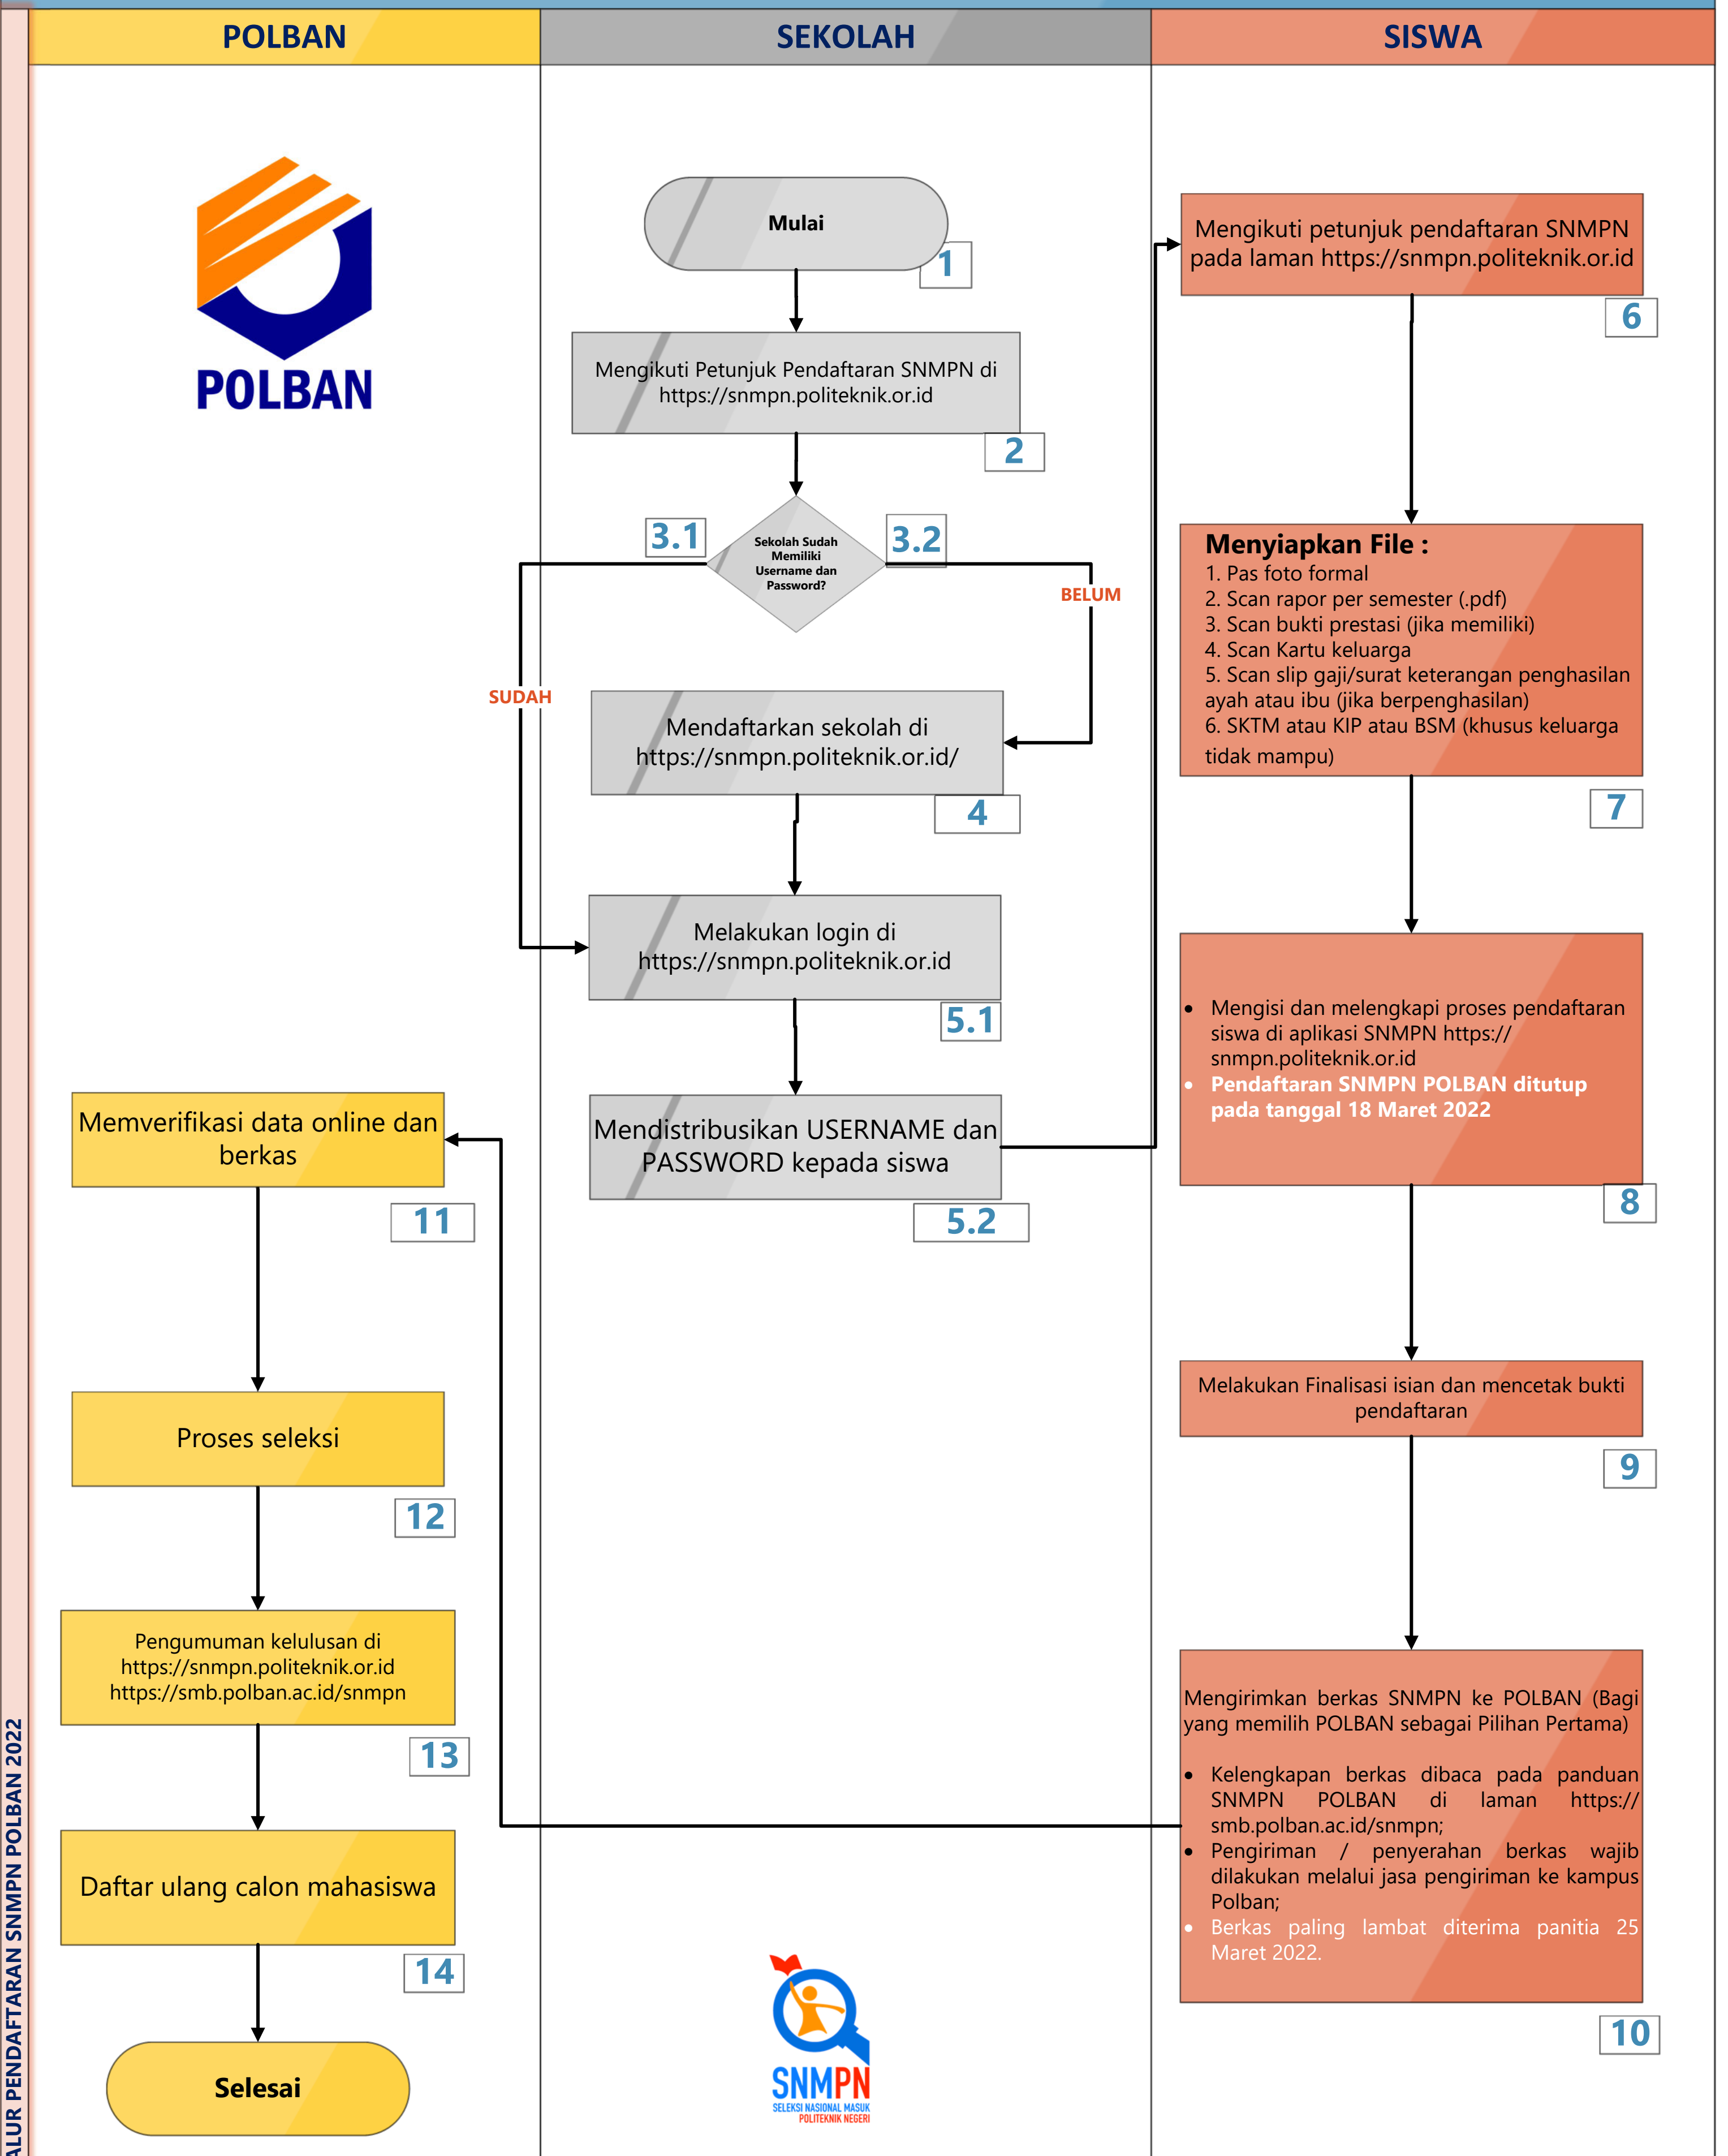 POLBAN
SEKOLAH
SISWA
POLBAN
Mulai
1
Mengikuti Petunjuk Pendaftaran SNMPN di
https://snmpn.politeknik.or.id
2
3.1
3.2
Sekolah Sudah
Memiliki
Username dan
Password?
SUDAH
BELUM
Mendaftarkan sekolah di
https://snmpn.politeknik.or.id/
4
Melakukan login di
https://snmpn.politeknik.or.id
5.1
Mendistribusikan USERNAME dan
PASSWORD kepada siswa
5.2
Mengikuti petunjuk pendaftaran SNMPN
pada laman https://snmpn.politeknik.or.id
6
Menyiapkan File :
1. Pas foto formal
2. Scan rapor per semester (.pdf)
3. Scan bukti prestasi (jika memiliki)
4. Scan Kartu keluarga
5. Scan slip gaji/surat keterangan penghasilan
ayah atau ibu (jika berpenghasilan)
6. SKTM atau KIP atau BSM (khusus keluarga
tidak mampu)
7
• Mengisi dan melengkapi proses pendaftaran
siswa di aplikasi SNMPN https://
snmpn.politeknik.or.id
• Pendaftaran SNMPN POLBAN ditutup
pada tanggal 18 Maret 2022
8
Melakukan Finalisasi isian dan mencetak bukti
pendaftaran
9
Mengirimkan berkas SNMPN ke POLBAN (Bagi
yang memilih POLBAN sebagai Pilihan Pertama)
• Kelengkapan berkas dibaca pada panduan
SNMPN POLBAN di laman https://
smb.polban.ac.id/snmpn;
• Pengiriman / penyerahan berkas wajib
dilakukan melalui jasa pengiriman ke kampus
Polban;
• Berkas paling lambat diterima panitia 25
Maret 2022.
10
Memverifikasi data online dan
berkas
11
Proses seleksi
12
Pengumuman kelulusan di
https://snmpn.politeknik.or.id
https://smb.polban.ac.id/snmpn
13
Daftar ulang calon mahasiswa
14
Selesai
SNMPN
SELEKSI NASIONAL MASUK
POLITEKNIK NEGERI
ALUR PENDAFTARAN SNMPN POLBAN 2022